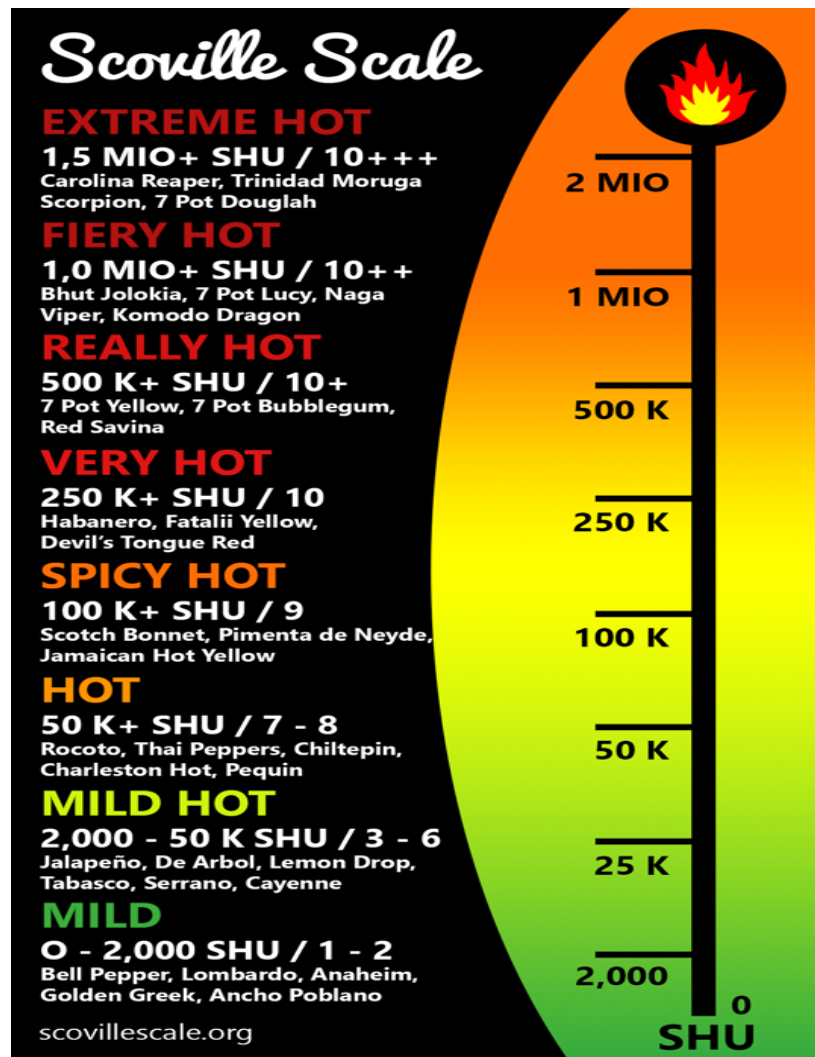 Scoville Scale
EXTREME HOT
1,5 MIO+ SHU / 10+++
Carolina Reaper, Trinidad Moruga
Scorpion, 7 Pot Douglah
FIERY HOT
1,0 MIO+ SHU / 10++
Bhut Jolokia, 7 Pot Lucy, Naga
Viper, Komodo Dragon
REALLY HOT
500 K+ SHU / 10+
7 Pot Yellow, 7 Pot Bubblegum,
Red Savina
VERY HOT
250 K+ SHU / 10
Habanero, Fatalii Yellow,
Devil’s Tongue Red
SPICY HOT
100 K+ SHU / 9
Scotch Bonnet, Pimenta de Neyde,
Jamaican Hot Yellow
HOT
50 K+ SHU / 7 - 8
Rocoto, Thai Peppers, Chiltepin,
Charleston Hot, Pequin
MILD HOT
2,000 - 50 K SHU / 3 - 6
Jalapeño, De Arbol, Lemon Drop,
Tabasco, Serrano, Cayenne
MILD
O - 2,000 SHU / 1 - 2
Bell Pepper, Lombardo, Anaheim,
Golden Greek, Ancho Poblano
scovillescale.org
2 MIO
1 MIO
500 K
250 K
100 K
50 K
25 K
2,000
0
SHU